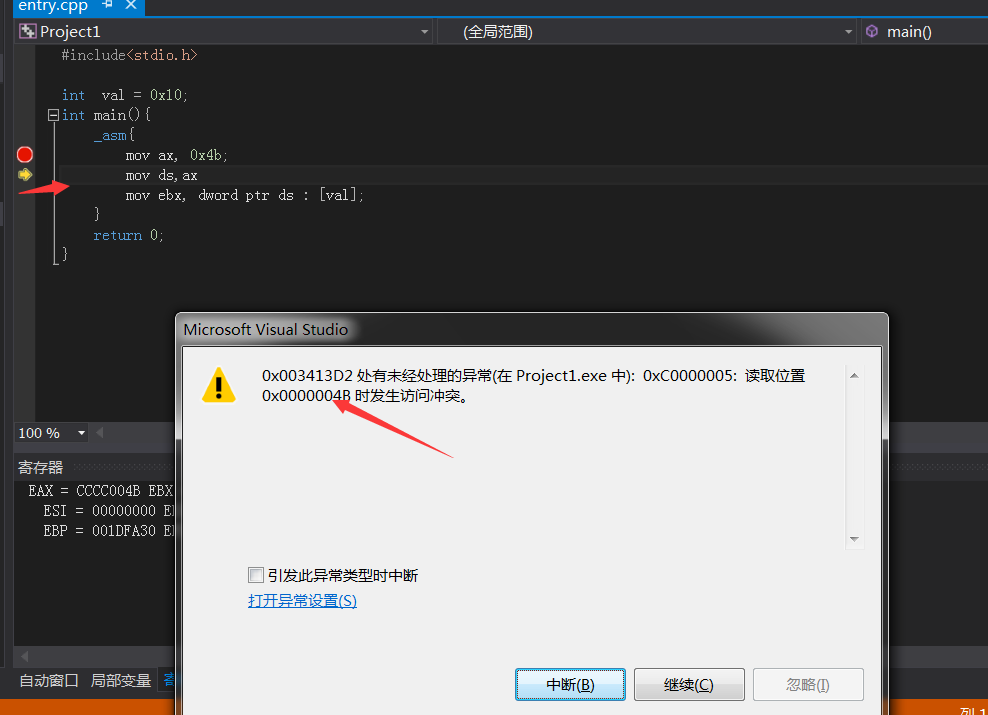 entry.cpp
Project1
(全局范围)
main()
#include<stdio.h>
int val = 0x10;
int main(){
_asm{
mov ax, 0x4b;
mov ds,ax
mov ebx, dword ptr ds : [val];
}
return 0;
}
Microsoft Visual Studio
0x003413D2 处有未经处理的异常(在 Project1.exe 中): 0xC0000005: 读取位置
0x0000004B 时发生访问冲突。
100 %
寄存器
EAX = CCCC004B EBX
ESI = 00000000
EBP = 001DFA30
引发此异常类型时中断
打开异常设置(S)
自动窗口 局部变量
中断(B) 继续(C) 忽略(I)
列 1